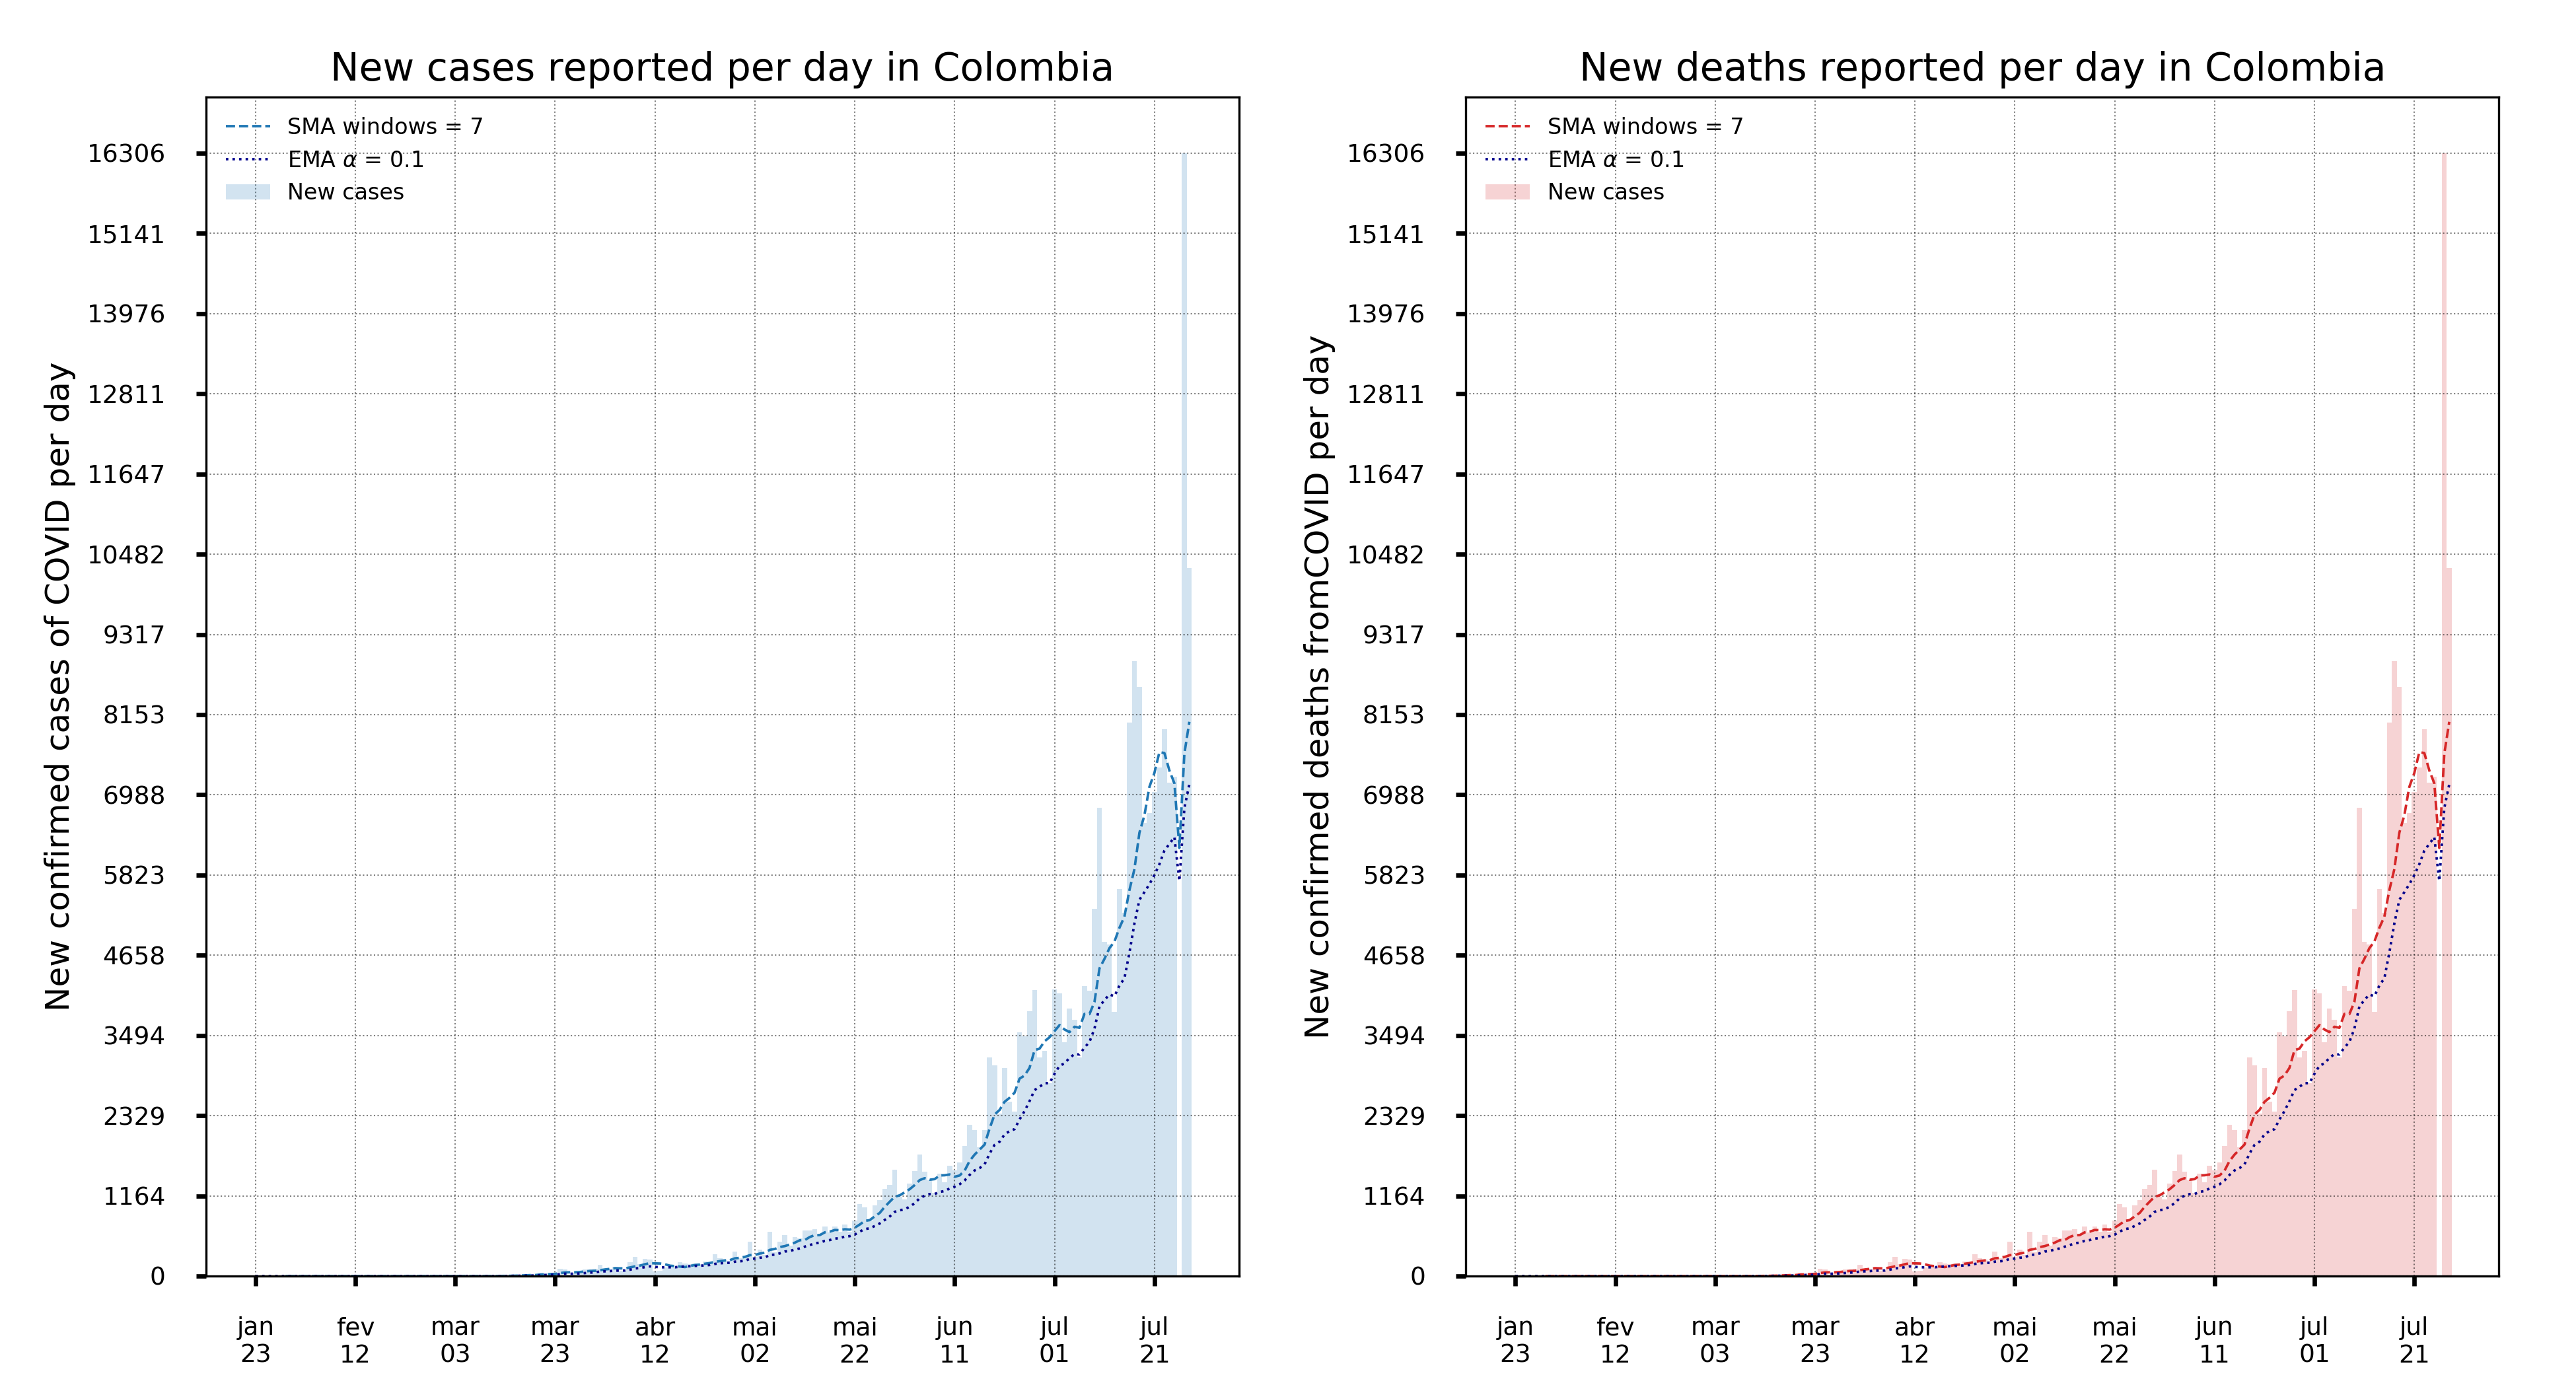 New cases reported per day in Colombia
SMA windows = 7
EMA α = 0.1
New cases
New confirmed cases of COVID per day
16306
15141
13976
12811
11647
10482
9317
8153
6988
5823
4658
3494
2329
1164
0
jan 23
fev 12
mar 03
mar 23
abr 12
mai 02
mai 22
jun 11
jul 01
jul 21
New deaths reported per day in Colombia
SMA windows = 7
EMA α = 0.1
New cases
New confirmed deaths fromCOVID per day
16306
15141
13976
12811
11647
10482
9317
8153
6988
5823
4658
3494
2329
1164
0
jan 23
fev 12
mar 03
mar 23
abr 12
mai 02
mai 22
jun 11
jul 01
jul 21